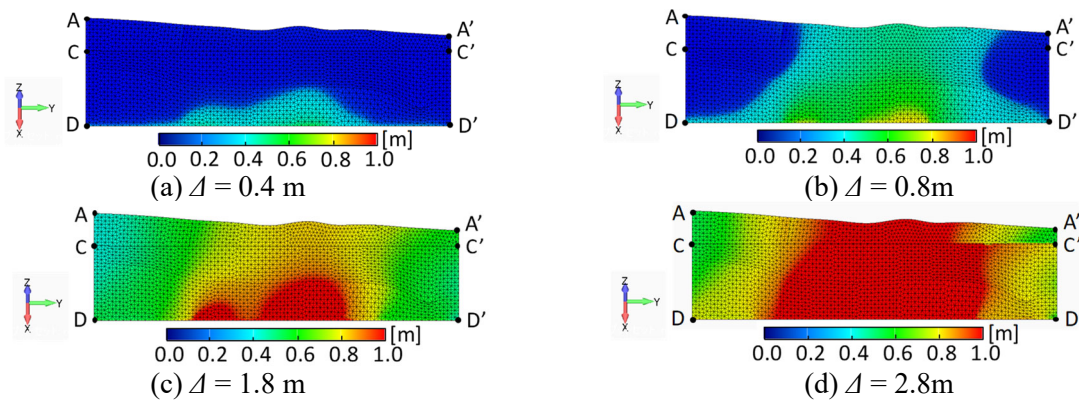 A
A'
C
C'
Z
Y
X
D
D'
[m]
0.0 0.2 0.4 0.6 0.8 1.0
(a) Δ = 0.4 m
A
A'
C
C'
Z
Y
X
D
D'
[m]
0.0 0.2 0.4 0.6 0.8 1.0
(b) Δ = 0.8m
A
A'
C
C'
Z
Y
X
D
D'
[m]
0.0 0.2 0.4 0.6 0.8 1.0
(c) Δ = 1.8 m
A
A'
C
C'
Z
Y
X
D
D
[m]
0.0 0.2 0.4 0.6 0.8 1.0
(d) Δ = 2.8m